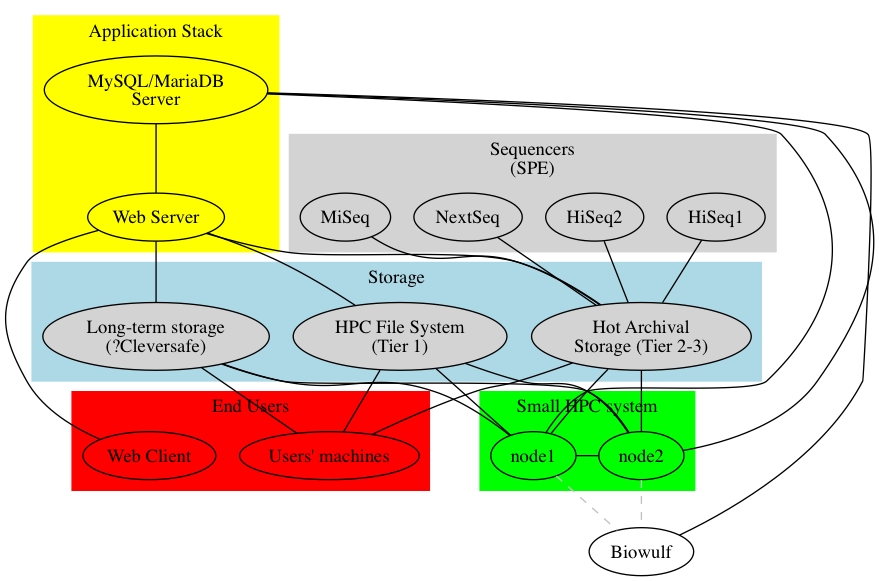 Application Stack
MySQL/MariaDB
Server
Sequencers
(SPE)
Web Server
MiSeq
NextSeq
HiSeq2
HiSeq1
Storage
Long-term storage
(?Cleversafe)
HPC File System
(Tier 1)
Hot Archival
Storage (Tier 2-3)
End Users
Small HPC system
Web Client
Users' machines
node1
node2
Biowulf